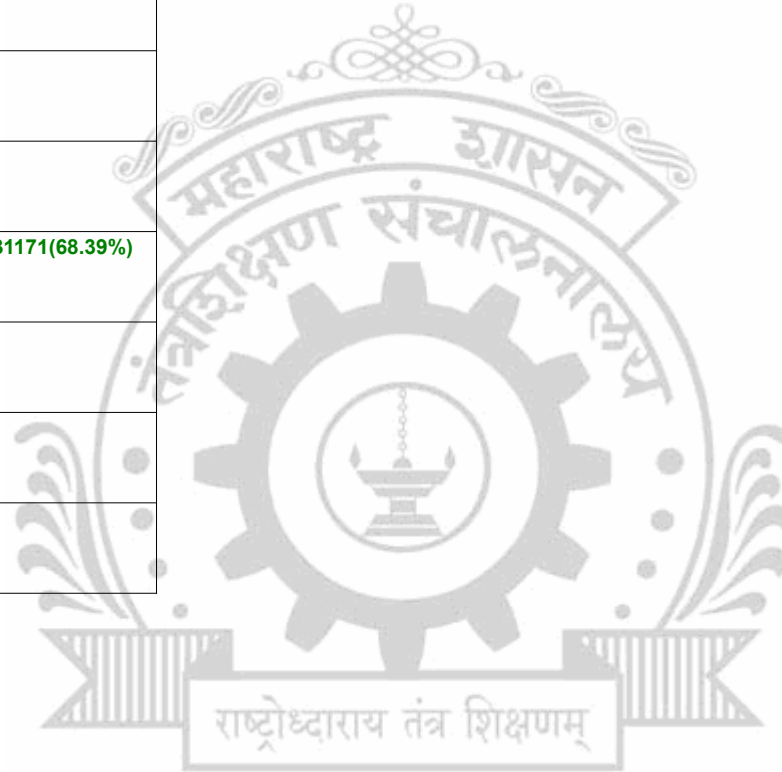 महाराष्ट्र शासन
तंत्रशिक्षण संचालनालय
31171(68.39%)
राष्ट्रोध्दाराय तंत्र शिक्षणम्